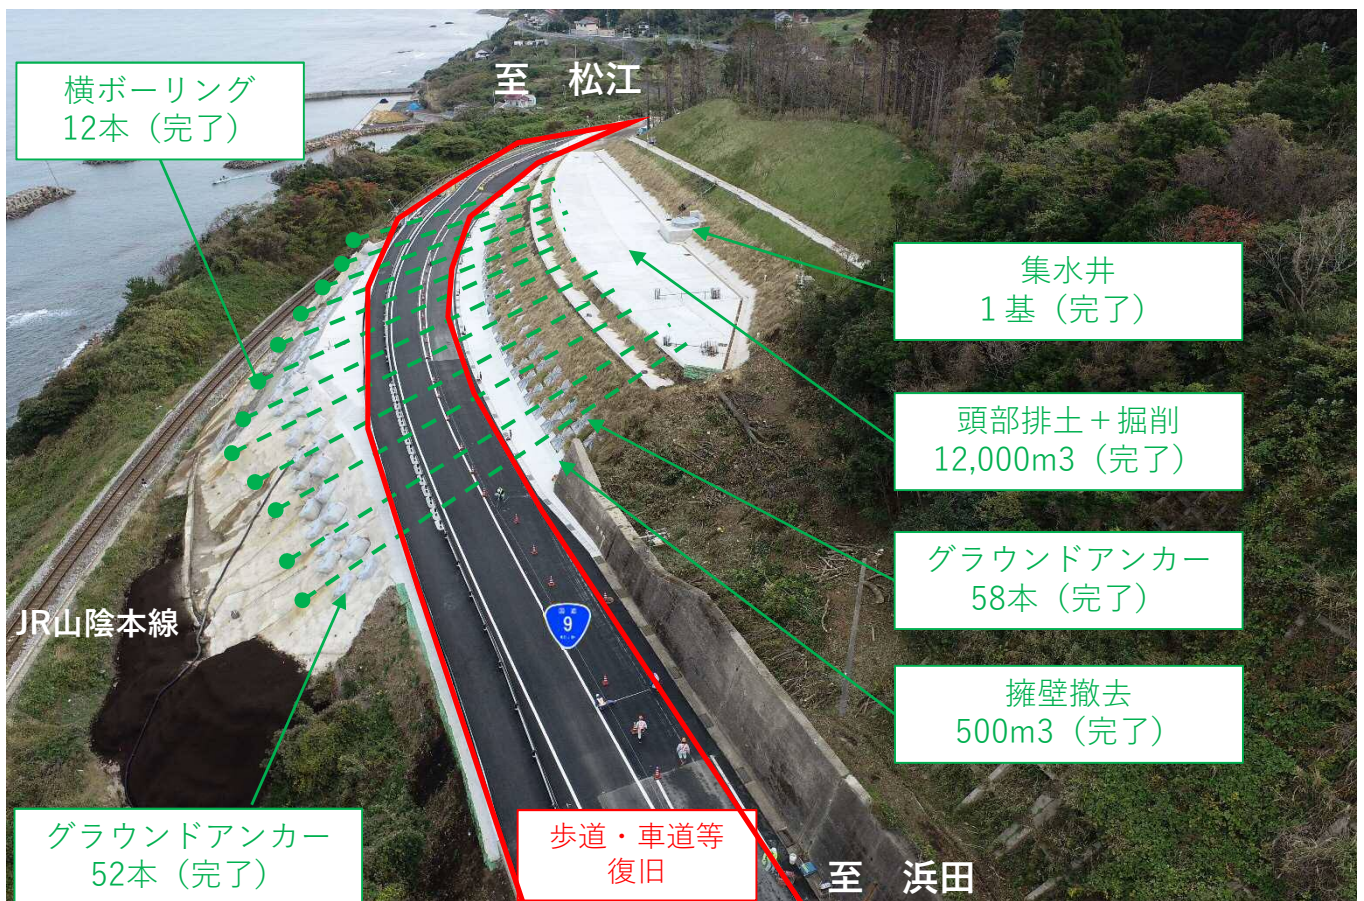 至 松江
横ボーリング
12本（完了）
集水井
１基（完了）
頭部排土＋掘削
12,000m3（完了）
グラウンドアンカー
58本（完了）
JR山陰本線
国道
9
擁壁撤去
500m3（完了）
グラウンドアンカー
52本（完了）
歩道・車道等
復旧
至 浜田